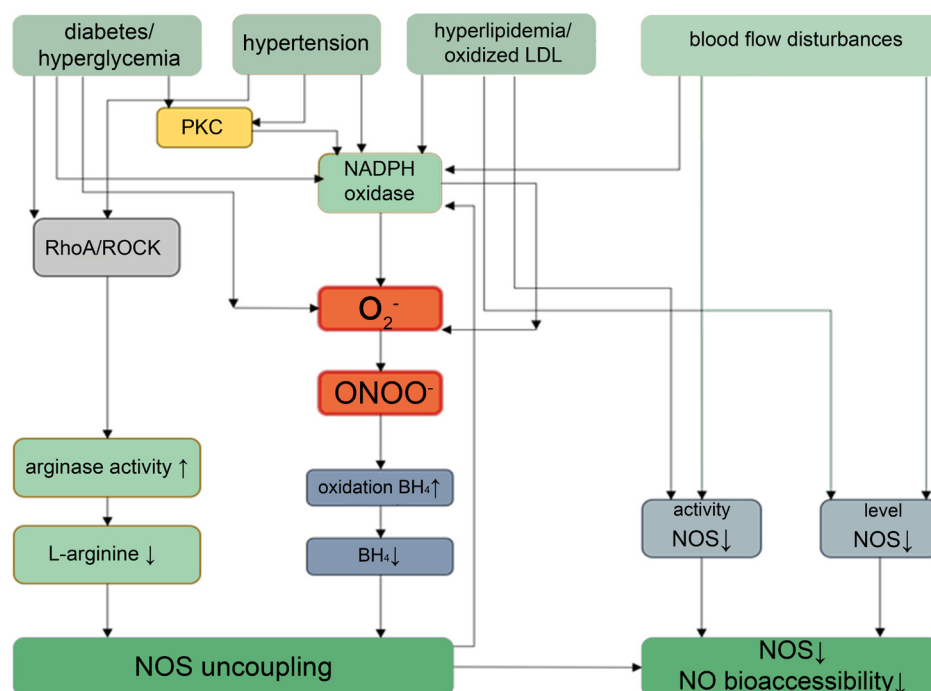 diabetes/
hyperglycemia
hypertension
hyperlipidemia/
oxidized LDL
blood flow disturbances
PKC
NADPH
oxidase
RhoA/ROCK
O₂⁻
ONOO⁻
arginase activity ↑
oxidation BH₄↑
activity
NOS↓
level
NOS↓
L-arginine ↓
BH₄↓
NOS uncoupling
NOS↓
NO bioaccessibility↓